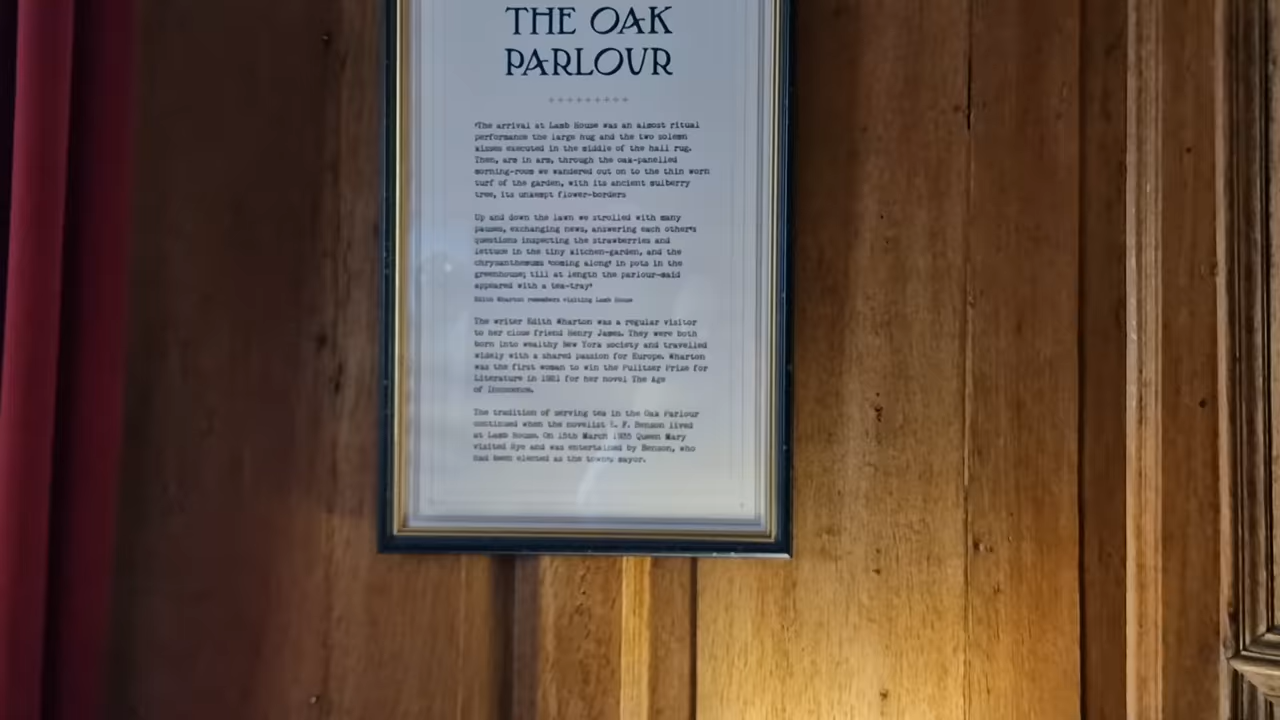 THE OAK
PARLOUR
'The arrival at Lamb House was an almost ritual
performance the large hug and the two solemn
kisses executed in the middle of the hall rug.
Then, arm in arm, through the oak-panelled
morning-room we wandered out on to the thin worn
turf of the garden, with its ancient mulberry
tree, its unkempt flower-borders
Up and down the lawn we strolled with many
pauses, exchanging news, answering each other's
questions inspecting the strawberries and
lettuce in the tiny kitchen-garden, and the
chrysanthemums 'coming along' in pots in the
greenhouse; till at length the parlour-maid
appeared with a tea-tray'
Edith Wharton remembers visiting Lamb House
The writer Edith Wharton was a regular visitor
to her close friend Henry James. They were both
born into wealthy New York society and travelled
widely with a shared passion for Europe. Wharton
was the first woman to win the Pulitzer Prize for
Literature in 1921 for her novel The Age
of Innocence.
The tradition of serving tea in the Oak Parlour
continued when the novelist E. F. Benson lived
at Lamb House. On 15th March 1935 Queen Mary
visited Rye and was entertained by Benson, who
had been elected as the towns mayor.